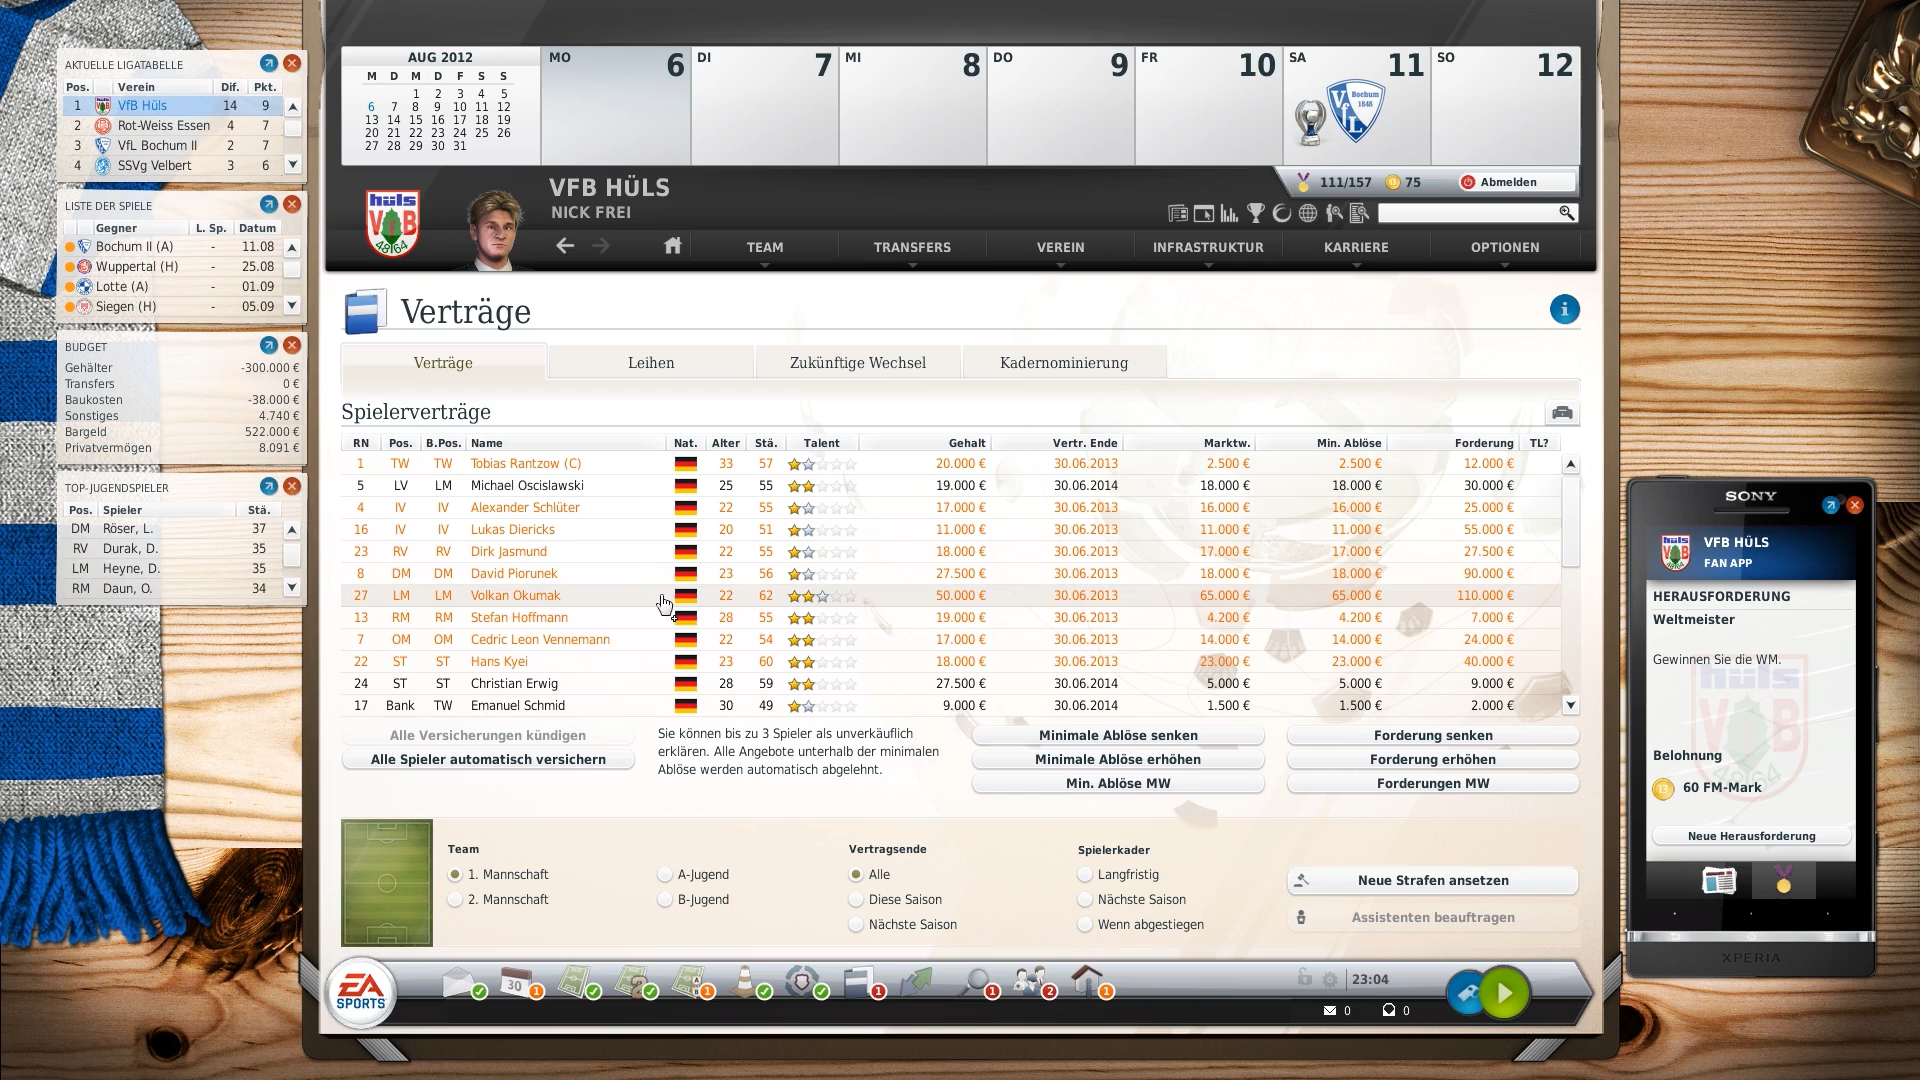 AKTUELLE LIGATABELLE
Pos. Verein Dif. Pkt.
1 VfB Hüls 14 9
2 Rot-Weiss Essen 4 7
3 VfL Bochum II 2 7
4 SSVg Velbert 3 6
LISTE DER SPIELE
Gegner L. Sp. Datum
Bochum II (A) - 11.08
Wuppertal (H) - 25.08
Lotte (A) - 01.09
Siegen (H) - 05.09
BUDGET
Gehälter -300.000 €
Transfers 0 €
Baukosten -38.000 €
Sonstiges 4.740 €
Bargeld 522.000 €
Privatvermögen 8.091 €
TOP-JUGENDSPIELER
Pos. Spieler Stä.
DM Röser, L. 37
RV Durak, D. 35
LM Heyne, D. 35
RM Daun, O. 34
AUG 2012
M D M D F S S
1 2 3 4 5
6 7 8 9 10 11 12
13 14 15 16 17 18 19
20 21 22 23 24 25 26
27 28 29 30 31
MO 6 DI 7 MI 8 DO 9 FR 10 SA 11 SO 12
Bochum
1848
VfL
hüls
VfB
48/64
VFB HÜLS
NICK FREI
111/157 75 Abmelden
TEAM TRANSFERS VEREIN INFRASTRUKTUR KARRIERE OPTIONEN
Verträge
Verträge Leihen Zukünftige Wechsel Kadernominierung
Spielerverträge
RN Pos. B.Pos. Name Nat. Alter Stä. Talent Gehalt Vertr. Ende Marktw. Min. Ablöse Forderung TL?
1 TW TW Tobias Rantzow (C) 33 57 20.000 € 30.06.2013 2.500 € 2.500 € 12.000 €
5 LV LM Michael Oscislawski 25 55 19.000 € 30.06.2014 18.000 € 18.000 € 30.000 €
4 IV IV Alexander Schlüter 22 55 17.000 € 30.06.2013 16.000 € 16.000 € 25.000 €
16 IV IV Lukas Diericks 20 51 11.000 € 30.06.2013 11.000 € 11.000 € 55.000 €
23 RV RV Dirk Jasmund 22 55 18.000 € 30.06.2013 17.000 € 17.000 € 27.500 €
8 DM DM David Piorunek 23 56 27.500 € 30.06.2013 18.000 € 18.000 € 90.000 €
27 LM LM Volkan Okumak 22 62 50.000 € 30.06.2013 65.000 € 65.000 € 110.000 €
13 RM RM Stefan Hoffmann 28 55 19.000 € 30.06.2013 4.200 € 4.200 € 7.000 €
7 OM OM Cedric Leon Vennemann 22 54 17.000 € 30.06.2013 14.000 € 14.000 € 24.000 €
22 ST ST Hans Kyei 23 60 18.000 € 30.06.2013 23.000 € 23.000 € 40.000 €
24 ST ST Christian Erwig 28 59 27.500 € 30.06.2014 5.000 € 5.000 € 9.000 €
17 Bank TW Emanuel Schmid 30 49 9.000 € 30.06.2014 1.500 € 1.500 € 2.000 €
Alle Versicherungen kündigen
Alle Spieler automatisch versichern
Sie können bis zu 3 Spieler als unverkäuflich
erklären. Alle Angebote unterhalb der minimalen
Ablöse werden automatisch abgelehnt.
Minimale Ablöse senken
Minimale Ablöse erhöhen
Min. Ablöse MW
Forderung senken
Forderung erhöhen
Forderungen MW
Team
1. Mannschaft
2. Mannschaft
A-Jugend
B-Jugend
Vertragsende
Alle
Diese Saison
Nächste Saison
Spielerkader
Langfristig
Nächste Saison
Wenn abgestiegen
Neue Strafen ansetzen
Assistenten beauftragen
EA
SPORTS
30 1 1 1 1 2 1
23:04
0 0
SONY
VFB HÜLS
FAN APP
HERAUSFORDERUNG
Weltmeister
Gewinnen Sie die WM.
Belohnung
13 60 FM-Mark
Neue Herausforderung
XPERIA